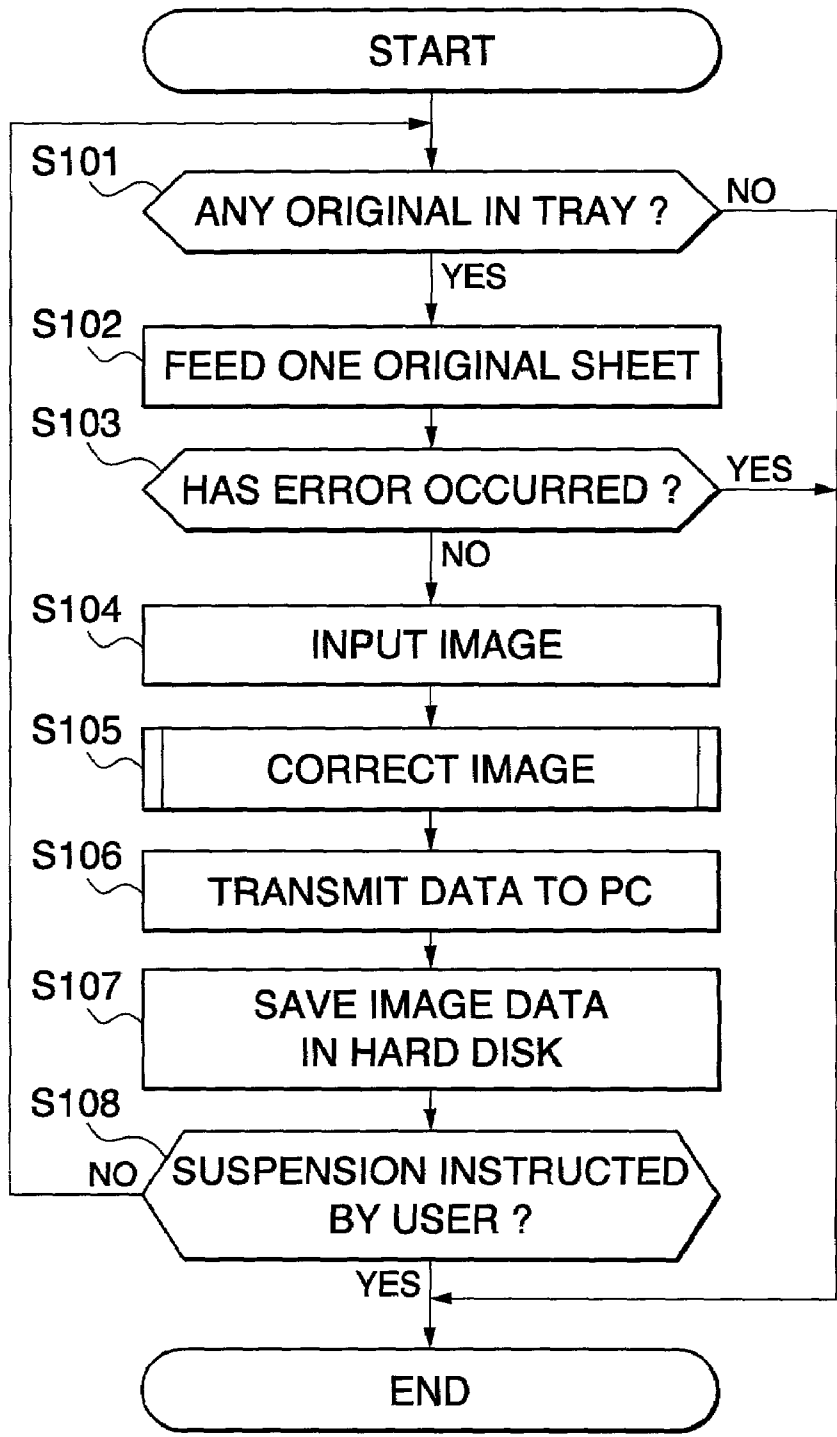 START
S101
ANY ORIGINAL IN TRAY ?
NO
YES
S102
FEED ONE ORIGINAL SHEET
S103
HAS ERROR OCCURRED ?
YES
NO
S104
INPUT IMAGE
S105
CORRECT IMAGE
S106
TRANSMIT DATA TO PC
S107
SAVE IMAGE DATA
IN HARD DISK
S108
NO
SUSPENSION INSTRUCTED
BY USER ?
YES
END